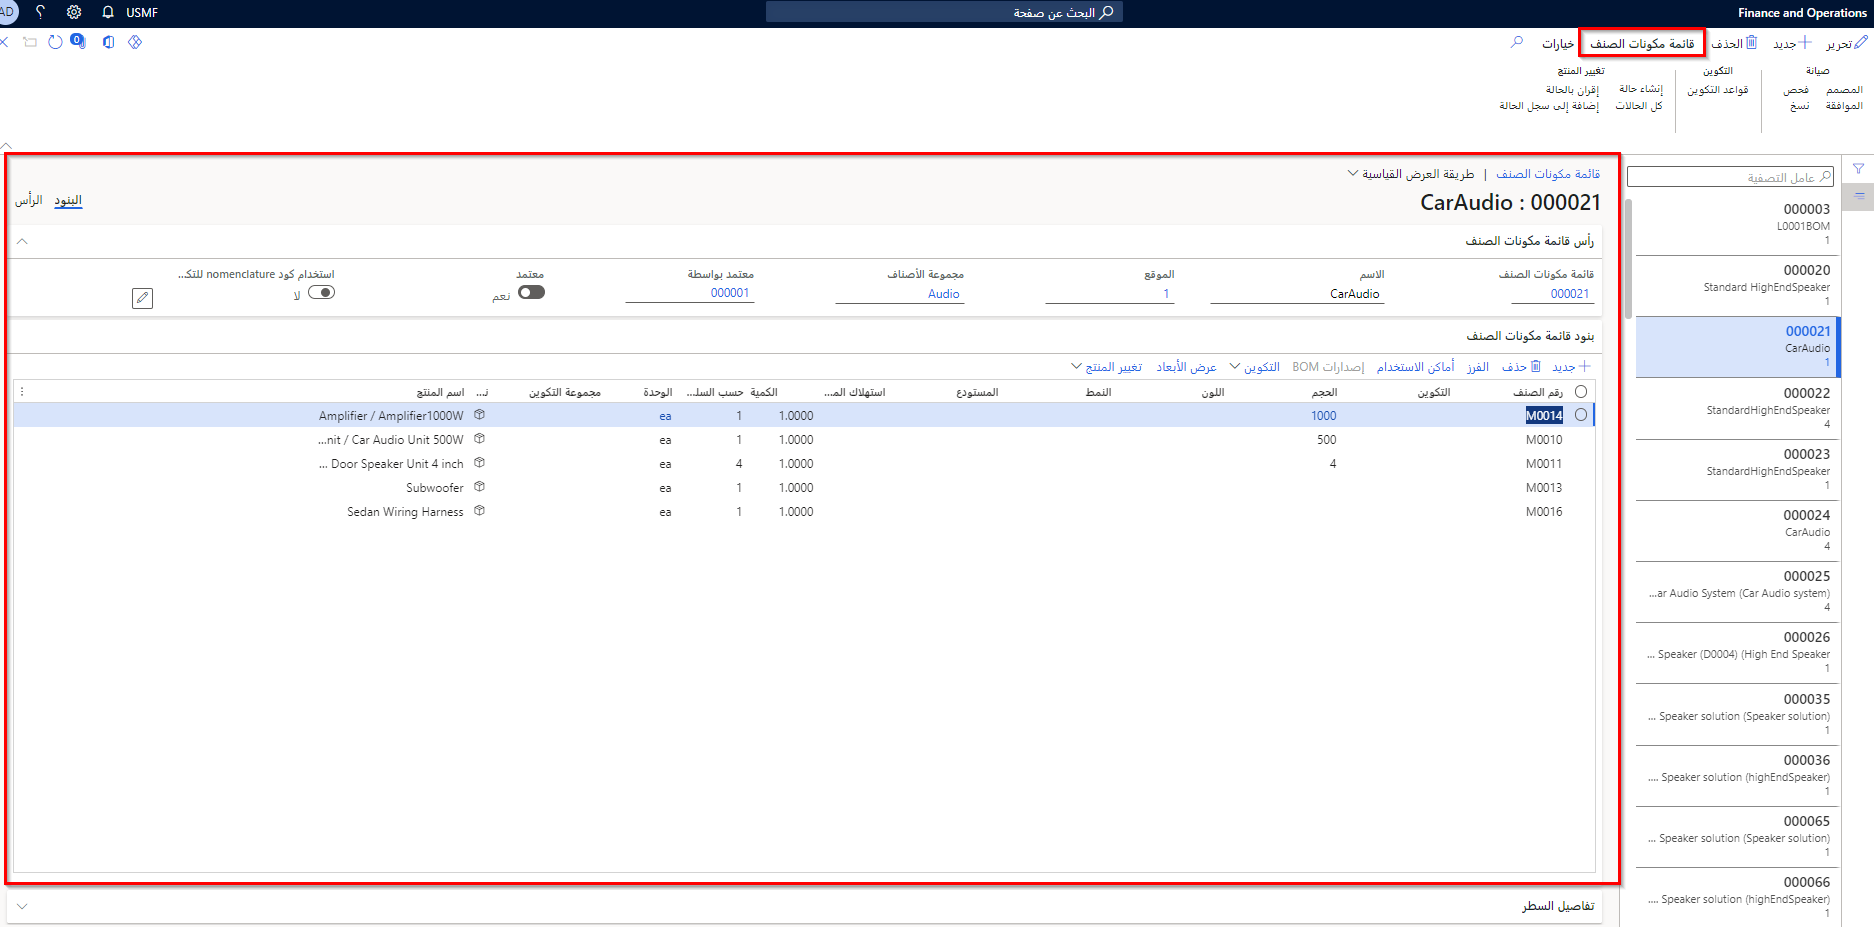 Finance and Operations
البحث عن صفحة
USMF
؟
AD
تحرير
جديد
الحذف
قائمة مكونات الصنف
خيارات
0
صيانة
التكوين
تغيير المنتج
المصمم
فحص
قواعد التكوين
إنشاء حالة
إقران بالحالة
الموافقة
نسخ
كل الحالات
إضافة إلى سجل الحالة
عامل التصفية
000003
L0001BOM
1
000020
Standard HighEndSpeaker
1
000021
CarAudio
1
000022
StandardHighEndSpeaker
4
000023
StandardHighEndSpeaker
1
000024
CarAudio
4
000025
...ar Audio System (Car Audio system)
4
000026
... Speaker (D0004) (High End Speaker
1
000035
... Speaker solution (Speaker solution)
1
000036
.... Speaker solution (highEndSpeaker)
1
000065
... Speaker solution (Speaker solution)
1
000066
.... Speaker solution (highEndSpeaker)
1
قائمة مكونات الصنف | طريقة العرض القياسية
CarAudio : 000021
البنود
الرأس
رأس قائمة مكونات الصنف
قائمة مكونات الصنف
الاسم
الموقع
مجموعة الأصناف
معتمد بواسطة
معتمد
استخدام كود nomenclature للتك...
000021
CarAudio
1
Audio
000001
نعم
لا
بنود قائمة مكونات الصنف
جديد
حذف
الفرز
أماكن الاستخدام
إصدارات BOM
التكوين
عرض الأبعاد
تغيير المنتج
رقم الصنف
التكوين
الحجم
اللون
النمط
المستودع
استهلاك الم...
الكمية
حسب السل...
الوحدة
مجموعة التكوين
نـ...
اسم المنتج
M0014 1000 1.0000 1 ea Amplifier / Amplifier1000W
M0010 500 1.0000 1 ea ...nit / Car Audio Unit 500W
M0011 4 1.0000 4 ea ... Door Speaker Unit 4 inch
M0013 1.0000 1 ea Subwoofer
M0016 1.0000 1 ea Sedan Wiring Harness
تفاصيل السطر